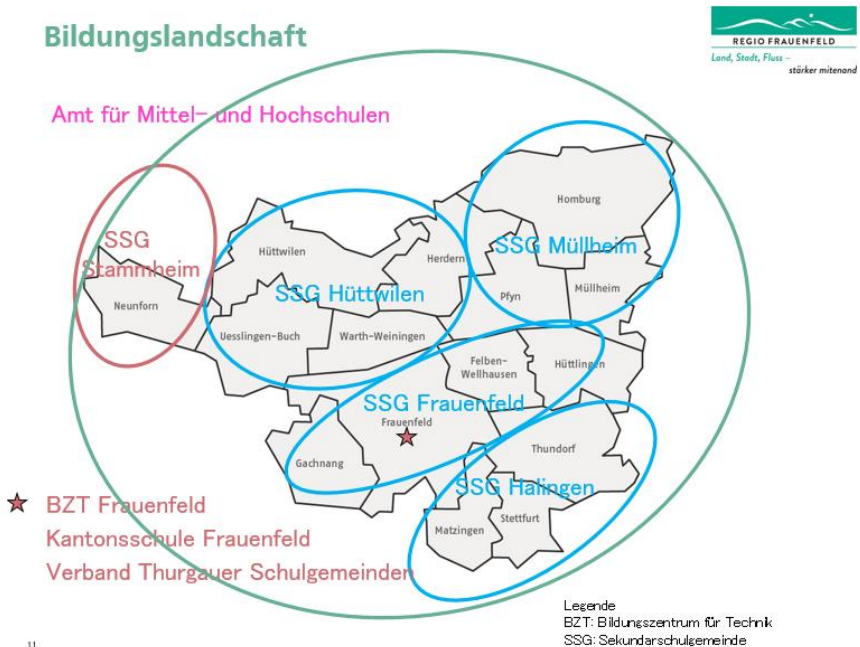 Bildungslandschaft
REGIO FRAUENFELD
Land, Stadt, Fluss –
stärker mitenand
Amt für Mittel- und Hochschulen
Homburg
SSG
Stammheim
Hüttwilen
Herdern
SSG Müllheim
Neunforn
SSG Hüttwilen
Pfyn
Müllheim
Uesslingen-Buch
Warth-Weiningen
Felben-
Wellhausen
Hüttlingen
SSG Frauenfeld
Frauenfeld
Gachnang
Thundorf
SSG Halingen
Matzingen
Stettfurt
BZT Frauenfeld
Kantonsschule Frauenfeld
Verband Thurgauer Schulgemeinden
Legende
BZT: Bildungszentrum für Technik
SSG: Sekundarschulgemeinde
11